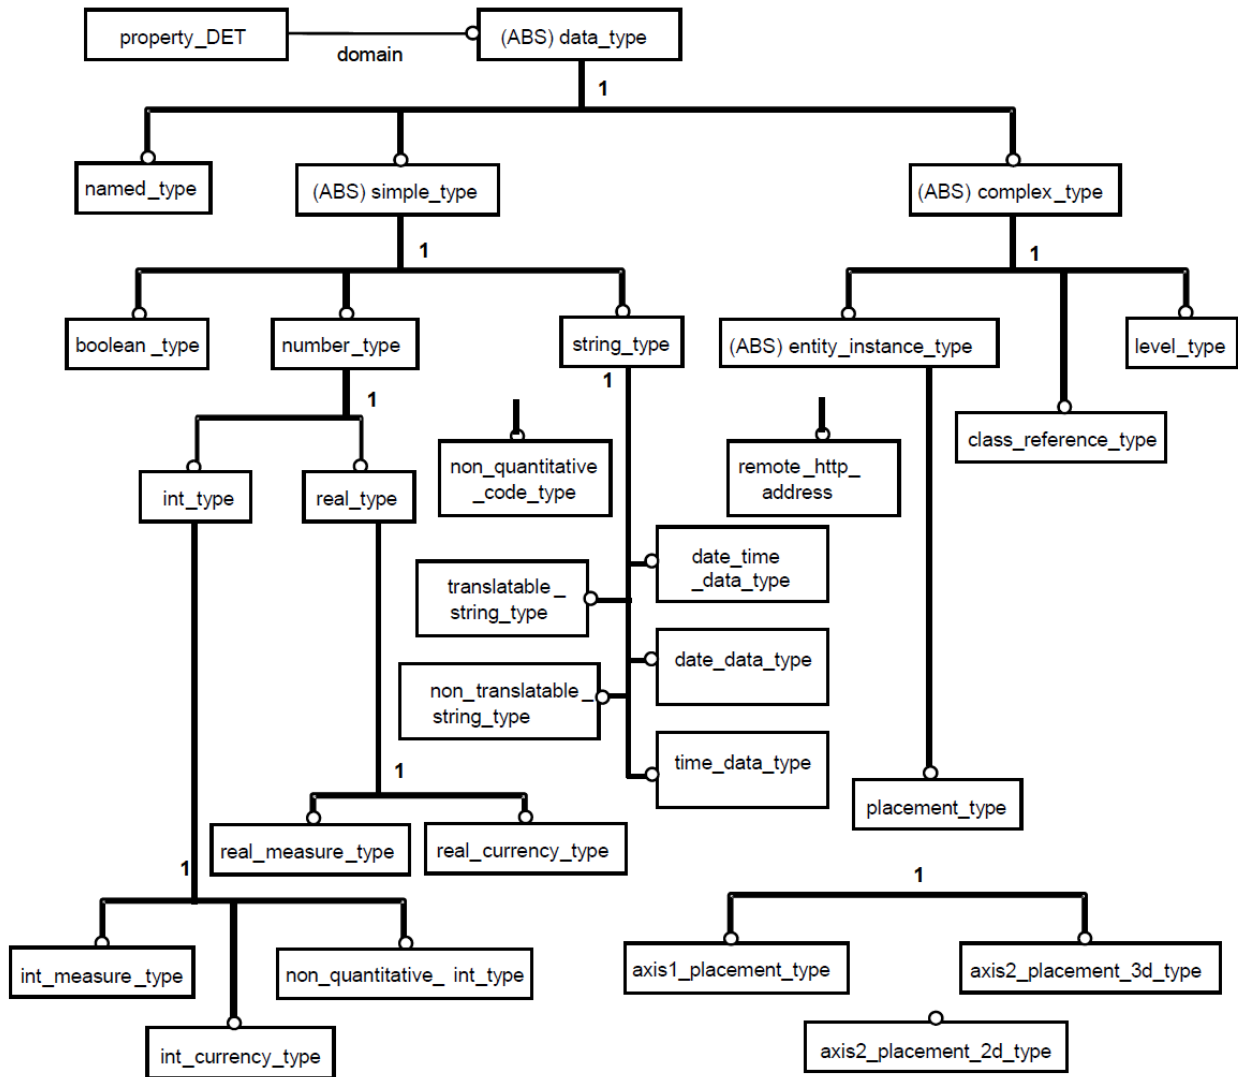 property_DET
(ABS) data_type
domain
1
named_type
(ABS) simple_type
(ABS) complex_type
1
1
boolean _type
number_type
string_type
(ABS) entity_instance_type
level_type
1
1
class_reference_type
non_quantitative
_code_type
remote_http_
address
int_type
real_type
date_time
_data_type
translatable_
string_type
date_data_type
non_translatable_
string_type
time_data_type
1
placement_type
real_measure_type
real_currency_type
1
1
int_measure_type
non_quantitative_ int_type
axis1_placement_type
axis2_placement_3d_type
int_currency_type
axis2_placement_2d_type